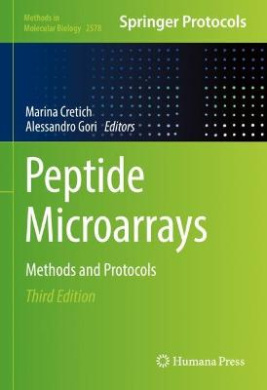 Methods in
Molecular Biology 2578
Springer Protocols
Marina Cretich
Alessandro Gori Editors
Peptide
Microarrays
Methods and Protocols
Third Edition
Humana Press